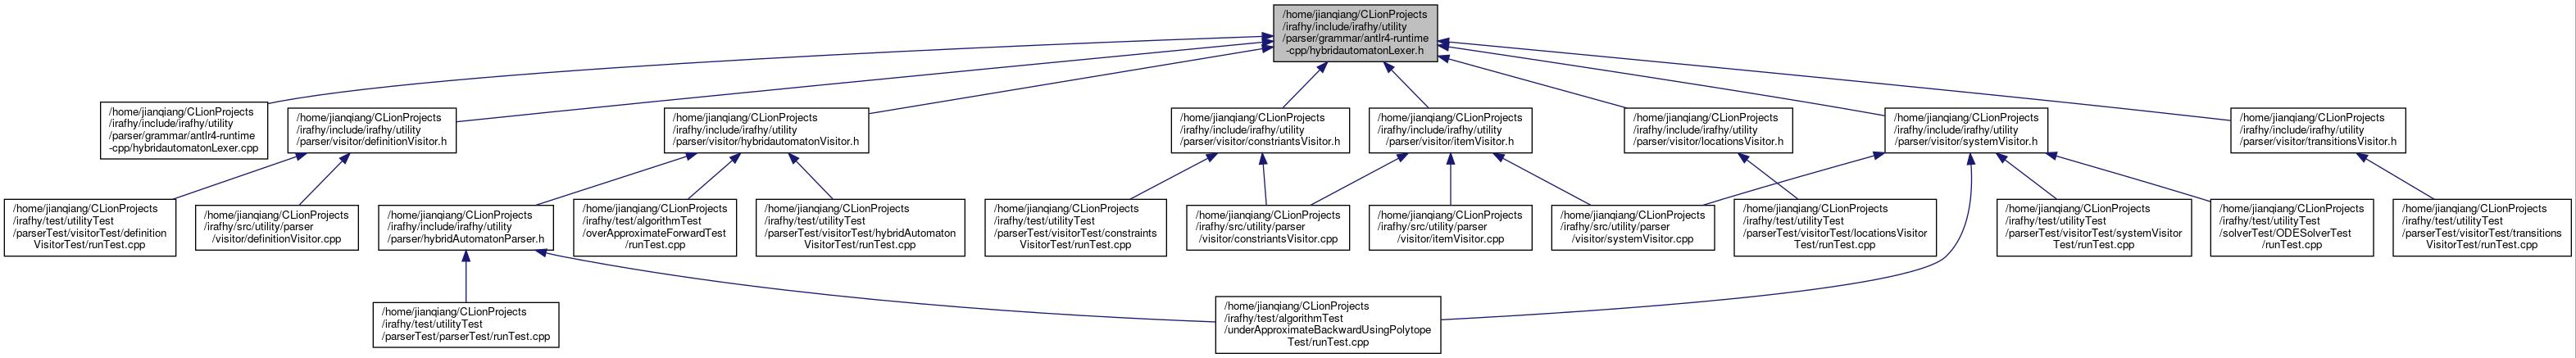 /home/jianqiang/CLionProjects
/irafhy/include/irafhy/utility
/parser/grammar/antlr4-runtime
-cpp/hybridautomatonLexer.h
/home/jianqiang/CLionProjects
/irafhy/include/irafhy/utility
/parser/grammar/antlr4-runtime
-cpp/hybridautomatonLexer.cpp
/home/jianqiang/CLionProjects
/irafhy/include/irafhy/utility
/parser/visitor/definitionVisitor.h
/home/jianqiang/CLionProjects
/irafhy/include/irafhy/utility
/parser/visitor/hybridautomatonVisitor.h
/home/jianqiang/CLionProjects
/irafhy/include/irafhy/utility
/parser/visitor/constriantsVisitor.h
/home/jianqiang/CLionProjects
/irafhy/include/irafhy/utility
/parser/visitor/itemVisitor.h
/home/jianqiang/CLionProjects
/irafhy/include/irafhy/utility
/parser/visitor/locationsVisitor.h
/home/jianqiang/CLionProjects
/irafhy/include/irafhy/utility
/parser/visitor/systemVisitor.h
/home/jianqiang/CLionProjects
/irafhy/include/irafhy/utility
/parser/visitor/transitionsVisitor.h
/home/jianqiang/CLionProjects
/irafhy/test/utilityTest
/parserTest/visitorTest/definition
VisitorTest/runTest.cpp
/home/jianqiang/CLionProjects
/irafhy/src/utility/parser
/visitor/definitionVisitor.cpp
/home/jianqiang/CLionProjects
/irafhy/include/irafhy/utility
/parser/hybridAutomatonParser.h
/home/jianqiang/CLionProjects
/irafhy/test/algorithmTest
/overApproximateForwardTest
/runTest.cpp
/home/jianqiang/CLionProjects
/irafhy/test/utilityTest
/parserTest/visitorTest/hybridAutomaton
VisitorTest/runTest.cpp
/home/jianqiang/CLionProjects
/irafhy/test/utilityTest
/parserTest/visitorTest/constraints
VisitorTest/runTest.cpp
/home/jianqiang/CLionProjects
/irafhy/src/utility/parser
/visitor/constriantsVisitor.cpp
/home/jianqiang/CLionProjects
/irafhy/src/utility/parser
/visitor/itemVisitor.cpp
/home/jianqiang/CLionProjects
/irafhy/src/utility/parser
/visitor/systemVisitor.cpp
/home/jianqiang/CLionProjects
/irafhy/test/utilityTest
/parserTest/visitorTest/locationsVisitor
Test/runTest.cpp
/home/jianqiang/CLionProjects
/irafhy/test/utilityTest
/parserTest/visitorTest/systemVisitor
Test/runTest.cpp
/home/jianqiang/CLionProjects
/irafhy/test/utilityTest
/solverTest/ODESolverTest
/runTest.cpp
/home/jianqiang/CLionProjects
/irafhy/test/utilityTest
/parserTest/visitorTest/transitions
VisitorTest/runTest.cpp
/home/jianqiang/CLionProjects
/irafhy/test/utilityTest
/parserTest/parserTest/runTest.cpp
/home/jianqiang/CLionProjects
/irafhy/test/algorithmTest
/underApproximateBackwardUsingPolytope
Test/runTest.cpp